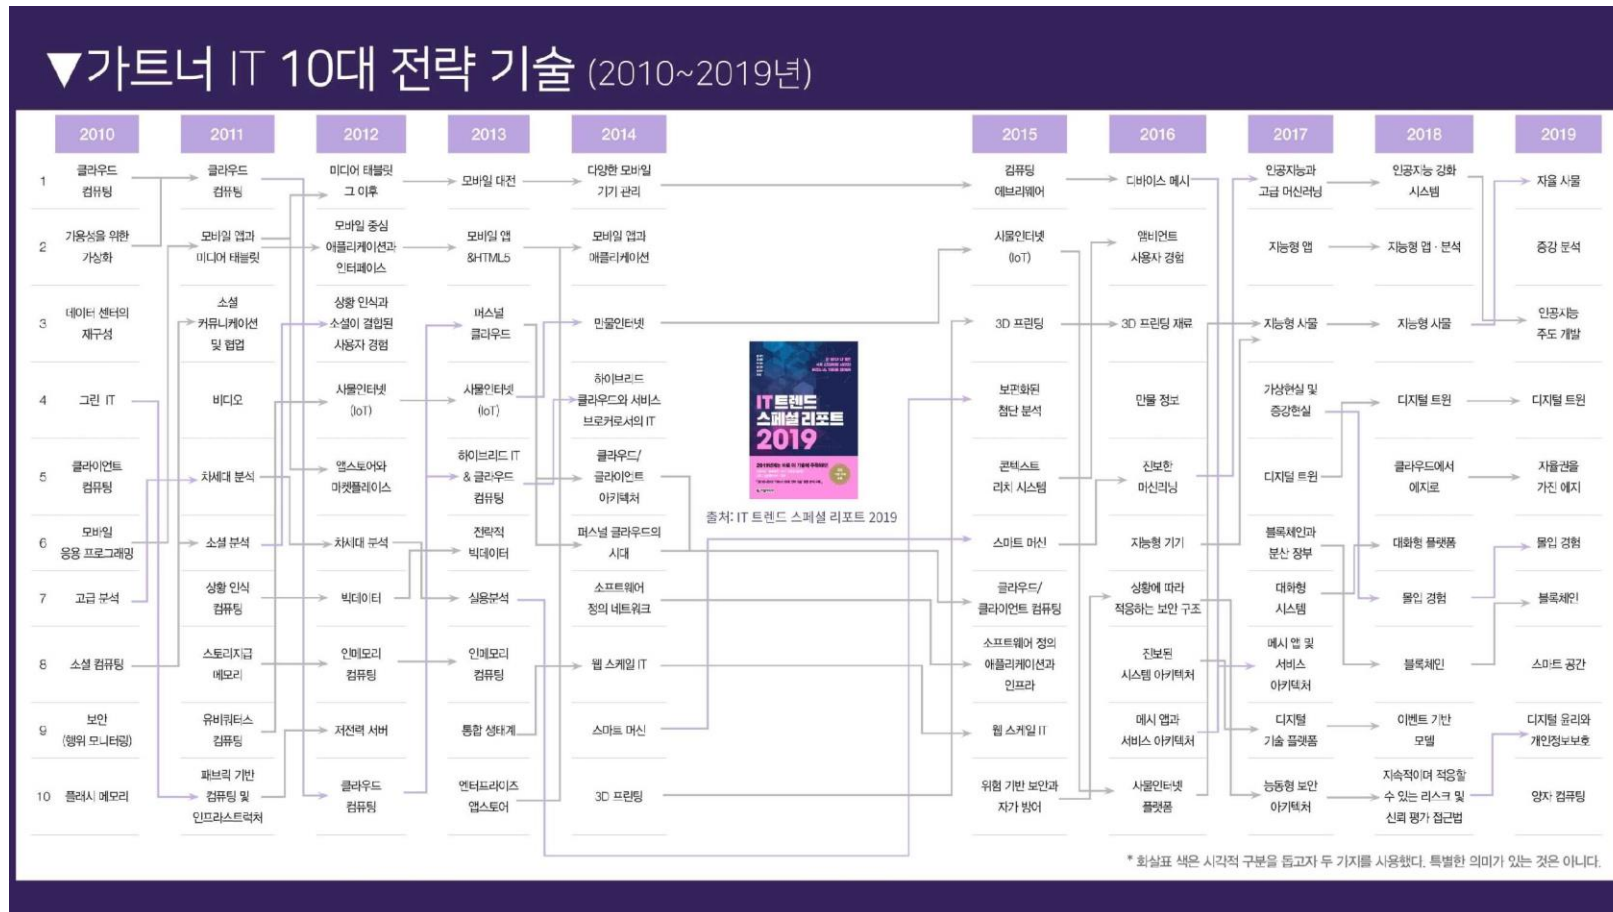 ▼가트너 IT 10대 전략 기술 (2010~2019년)
2010 2011 2012 2013 2014 2015 2016 2017 2018 2019
1
클라우드
컴퓨팅
클라우드
컴퓨팅
미디어 태블릿
그 이후
모바일 대전
다양한 모바일
기기 관리
컴퓨팅
에브리웨어
디바이스 메시
인공지능과
고급 머신러닝
인공지능 강화
시스템
자율 사물
2
가용성을 위한
가상화
모바일 앱과
미디어 태블릿
모바일 중심
애플리케이션과
인터페이스
모바일 앱
&HTML5
모바일 앱과
애플리케이션
사물인터넷
(IoT)
앰비언트
사용자 경험
지능형 앱
지능형 앱·분석
증강 분석
3
데이터 센터의
재구성
소셜
커뮤니케이션
및 협업
상황 인식과
소셜이 결합된
사용자 경험
퍼스널
클라우드
만물인터넷
3D 프린팅
3D 프린팅 재료
지능형 사물
지능형 사물
인공지능
주도 개발
4
그린 IT
비디오
사물인터넷
(IoT)
사물인터넷
(IoT)
하이브리드
클라우드와 서비스
브로커로서의 IT
보편화된
첨단 분석
만물 정보
가상현실 및
증강현실
디지털 트윈
디지털 트윈
5
클라이언트
컴퓨팅
차세대 분석
앱스토어와
마켓플레이스
하이브리드 IT
& 클라우드
컴퓨팅
클라우드/
클라이언트
아키텍처
콘텍스트
리치 시스템
진보한
머신러닝
디지털 트윈
클라우드에서
에지로
자율권을
가진 에지
6
모바일
응용 프로그래밍
소셜 분석
차세대 분석
전략적
빅데이터
퍼스널 클라우드의
시대
스마트 머신
지능형 기기
블록체인과
분산 장부
대화형 플랫폼
몰입 경험
7
고급 분석
상황 인식
컴퓨팅
빅데이터
실용분석
소프트웨어
정의 네트워크
클라우드/
클라이언트 컴퓨팅
상황에 따라
적응하는 보안 구조
대화형
시스템
몰입 경험
블록체인
8
소셜 컴퓨팅
스토리지급
메모리
인메모리
컴퓨팅
인메모리
컴퓨팅
웹 스케일 IT
소프트웨어 정의
애플리케이션과
인프라
진보된
시스템 아키텍처
메시 앱 및
서비스
아키텍처
블록체인
스마트 공간
9
보안
(행위 모니터링)
유비쿼터스
컴퓨팅
저전력 서버
통합 생태계
스마트 머신
웹 스케일 IT
메시 앱과
서비스 아키텍처
디지털
기술 플랫폼
이벤트 기반
모델
디지털 윤리와
개인정보보호
10
플래시 메모리
패브릭 기반
컴퓨팅 및
인프라스트럭처
클라우드
컴퓨팅
엔터프라이즈
앱스토어
3D 프린팅
위험 기반 보안과
자가 방어
사물인터넷
플랫폼
능동형 보안
아키텍처
지속적이며 적응할
수 있는 리스크 및
신뢰 평가 접근법
양자 컴퓨팅
IT 트렌드
스페셜 리포트
2019
출처: IT 트렌드 스페셜 리포트 2019
* 화살표 색은 시각적 구분을 돕고자 두 가지를 사용했다. 특별한 의미가 있는 것은 아니다.